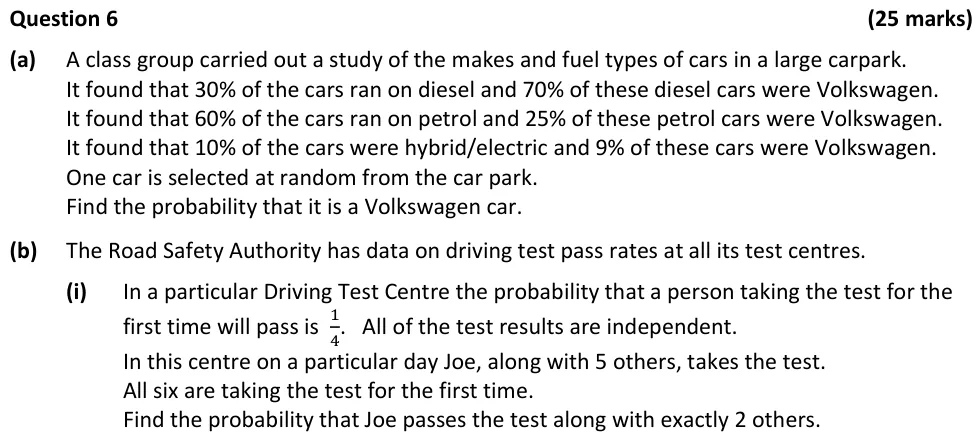 Question 6 (25 marks)
(a) A class group carried out a study of the makes and fuel types of cars in a large carpark.
It found that 30% of the cars ran on diesel and 70% of these diesel cars were Volkswagen.
It found that 60% of the cars ran on petrol and 25% of these petrol cars were Volkswagen.
It found that 10% of the cars were hybrid/electric and 9% of these cars were Volkswagen.
One car is selected at random from the car park.
Find the probability that it is a Volkswagen car.
(b) The Road Safety Authority has data on driving test pass rates at all its test centres.
(i) In a particular Driving Test Centre the probability that a person taking the test for the
first time will pass is 1/4. All of the test results are independent.
In this centre on a particular day Joe, along with 5 others, takes the test.
All six are taking the test for the first time.
Find the probability that Joe passes the test along with exactly 2 others.